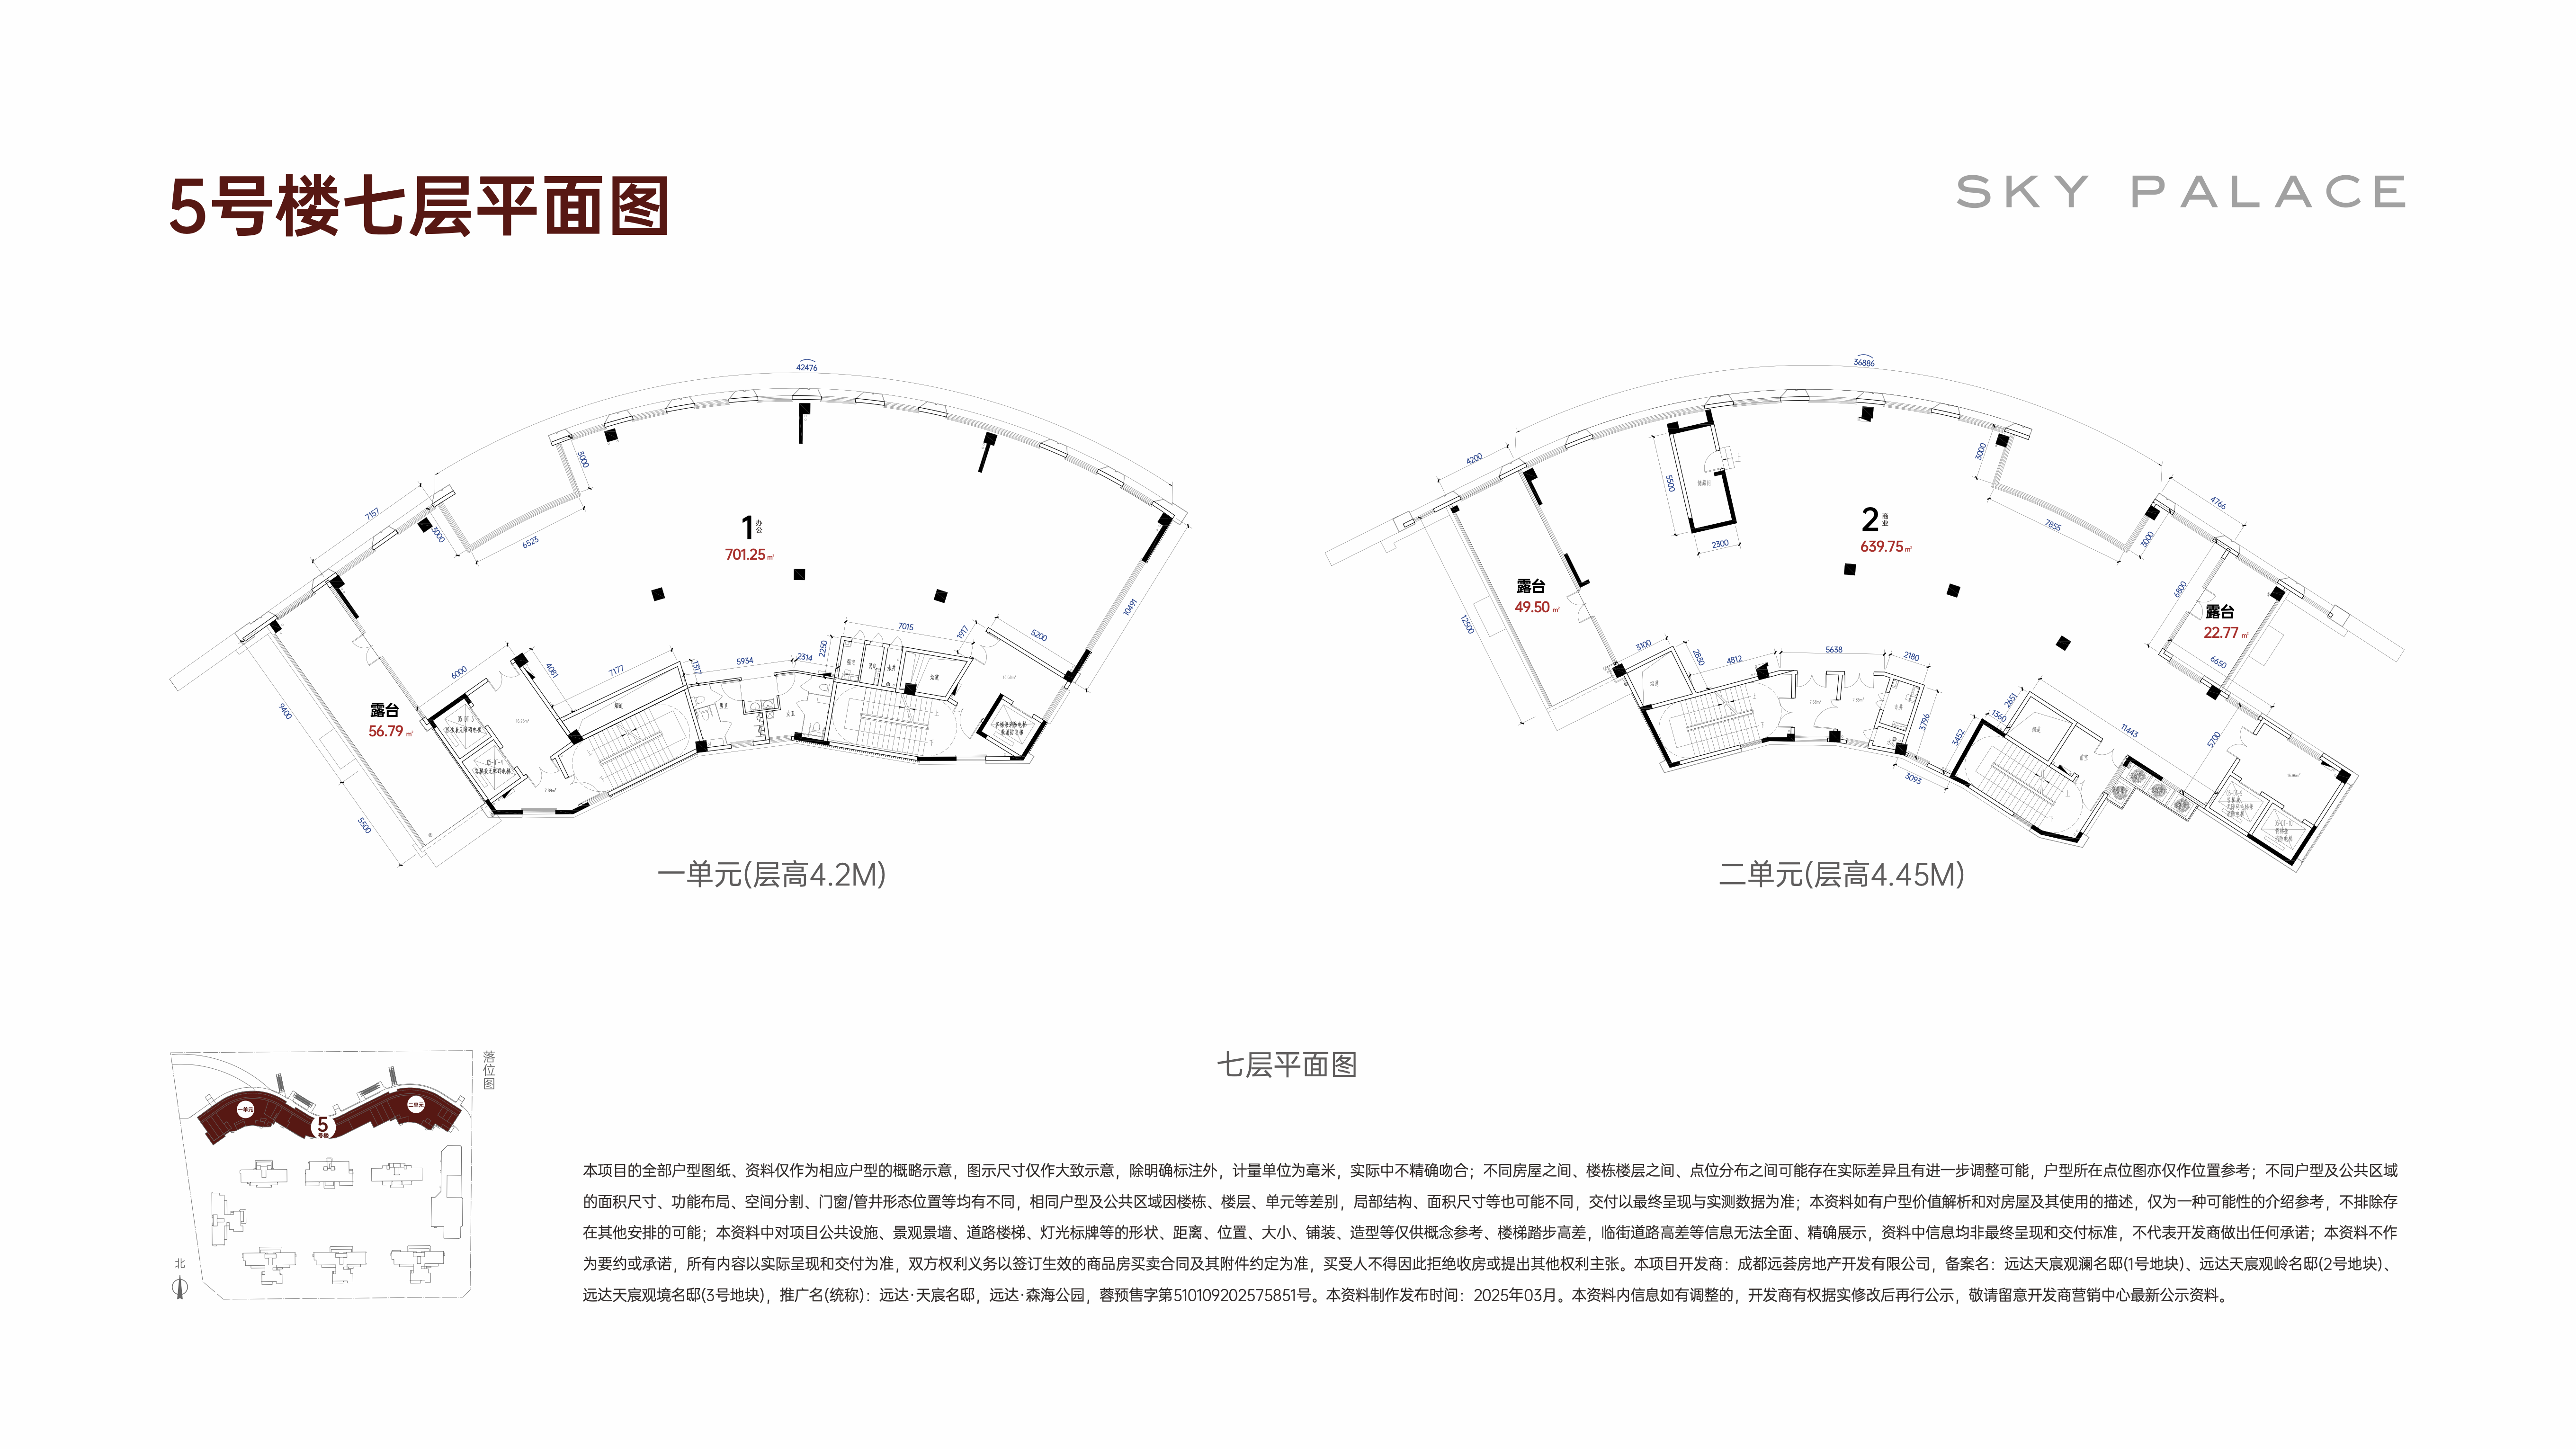 5号楼七层平面图
SKY PALACE
42476
7157
3000
3000
6523
1 办公
701.25㎡
10491
露台
56.79㎡
9400
5500
6000
4081
7177
1317
5934
2314
2250
7015
1917
5200
烟道
男卫
女卫
强电
水井
烟道
上
下
一单元(层高4.2M)
36886
4200
5500
2300
上
3000
7855
3000
4766
2 商业
639.75㎡
露台
49.50㎡
12500
6800
露台
22.77㎡
6650
3100
2830
4812
5638
2180
3796
3093
3452
1360
2651
11443
5700
烟道
电井
烟道
前室
上
下
上
下
二单元(层高4.45M)
七层平面图
落位图
一单元
二单元
5
号楼
北
本项目的全部户型图纸、资料仅作为相应户型的概略示意，图示尺寸仅作大致示意，除明确标注外，计量单位为毫米，实际中不精确吻合；不同房屋之间、楼栋楼层之间、点位分布之间可能存在实际差异且有进一步调整可能，户型所在点位图亦仅作位置参考；不同户型及公共区域
的面积尺寸、功能布局、空间分割、门窗/管井形态位置等均有不同，相同户型及公共区域因楼栋、楼层、单元等差别，局部结构、面积尺寸等也可能不同，交付以最终呈现与实测数据为准；本资料如有户型价值解析和对房屋及其使用的描述，仅为一种可能性的介绍参考，不排除存
在其他安排的可能；本资料中对项目公共设施、景观景墙、道路楼梯、灯光标牌等的形状、距离、位置、大小、铺装、造型等仅供概念参考、楼梯踏步高差，临街道路高差等信息无法全面、精确展示，资料中信息均非最终呈现和交付标准，不代表开发商做出任何承诺；本资料不作
为要约或承诺，所有内容以实际呈现和交付为准，双方权利义务以签订生效的商品房买卖合同及其附件约定为准，买受人不得因此拒绝收房或提出其他权利主张。本项目开发商：成都远荟房地产开发有限公司，备案名：远达天宸观澜名邸(1号地块)、远达天宸观岭名邸(2号地块)、
远达天宸观境名邸(3号地块)，推广名(统称)：远达·天宸名邸，远达·森海公园，蓉预售字第510109202575851号。本资料制作发布时间：2025年03月。本资料内信息如有调整的，开发商有权据实修改后再行公示，敬请留意开发商营销中心最新公示资料。